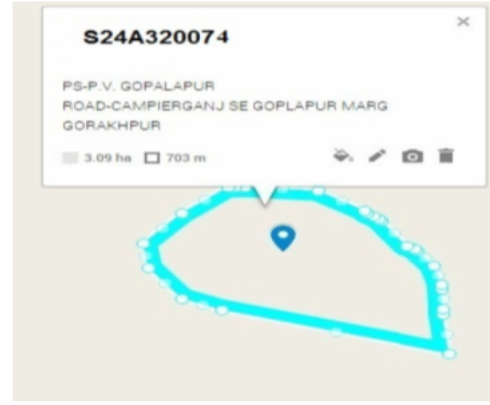 S24A320074
PS-P.V. GOPALAPUR
ROAD-CAMPIERGANJ SE GOPLAPUR MARG
GORAKHPUR
3.09 ha 703 m